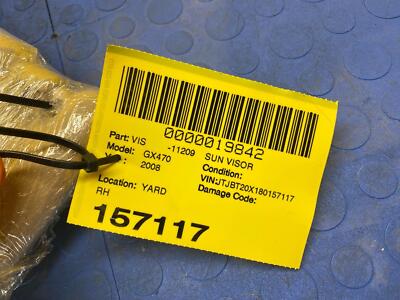 0000019842
Part: VIS -11209 SUN VISOR
Model: GX470 Condition:
: 2008 VIN:JTJBT20X180157117
Damage Code:
Location: YARD
RH
157117